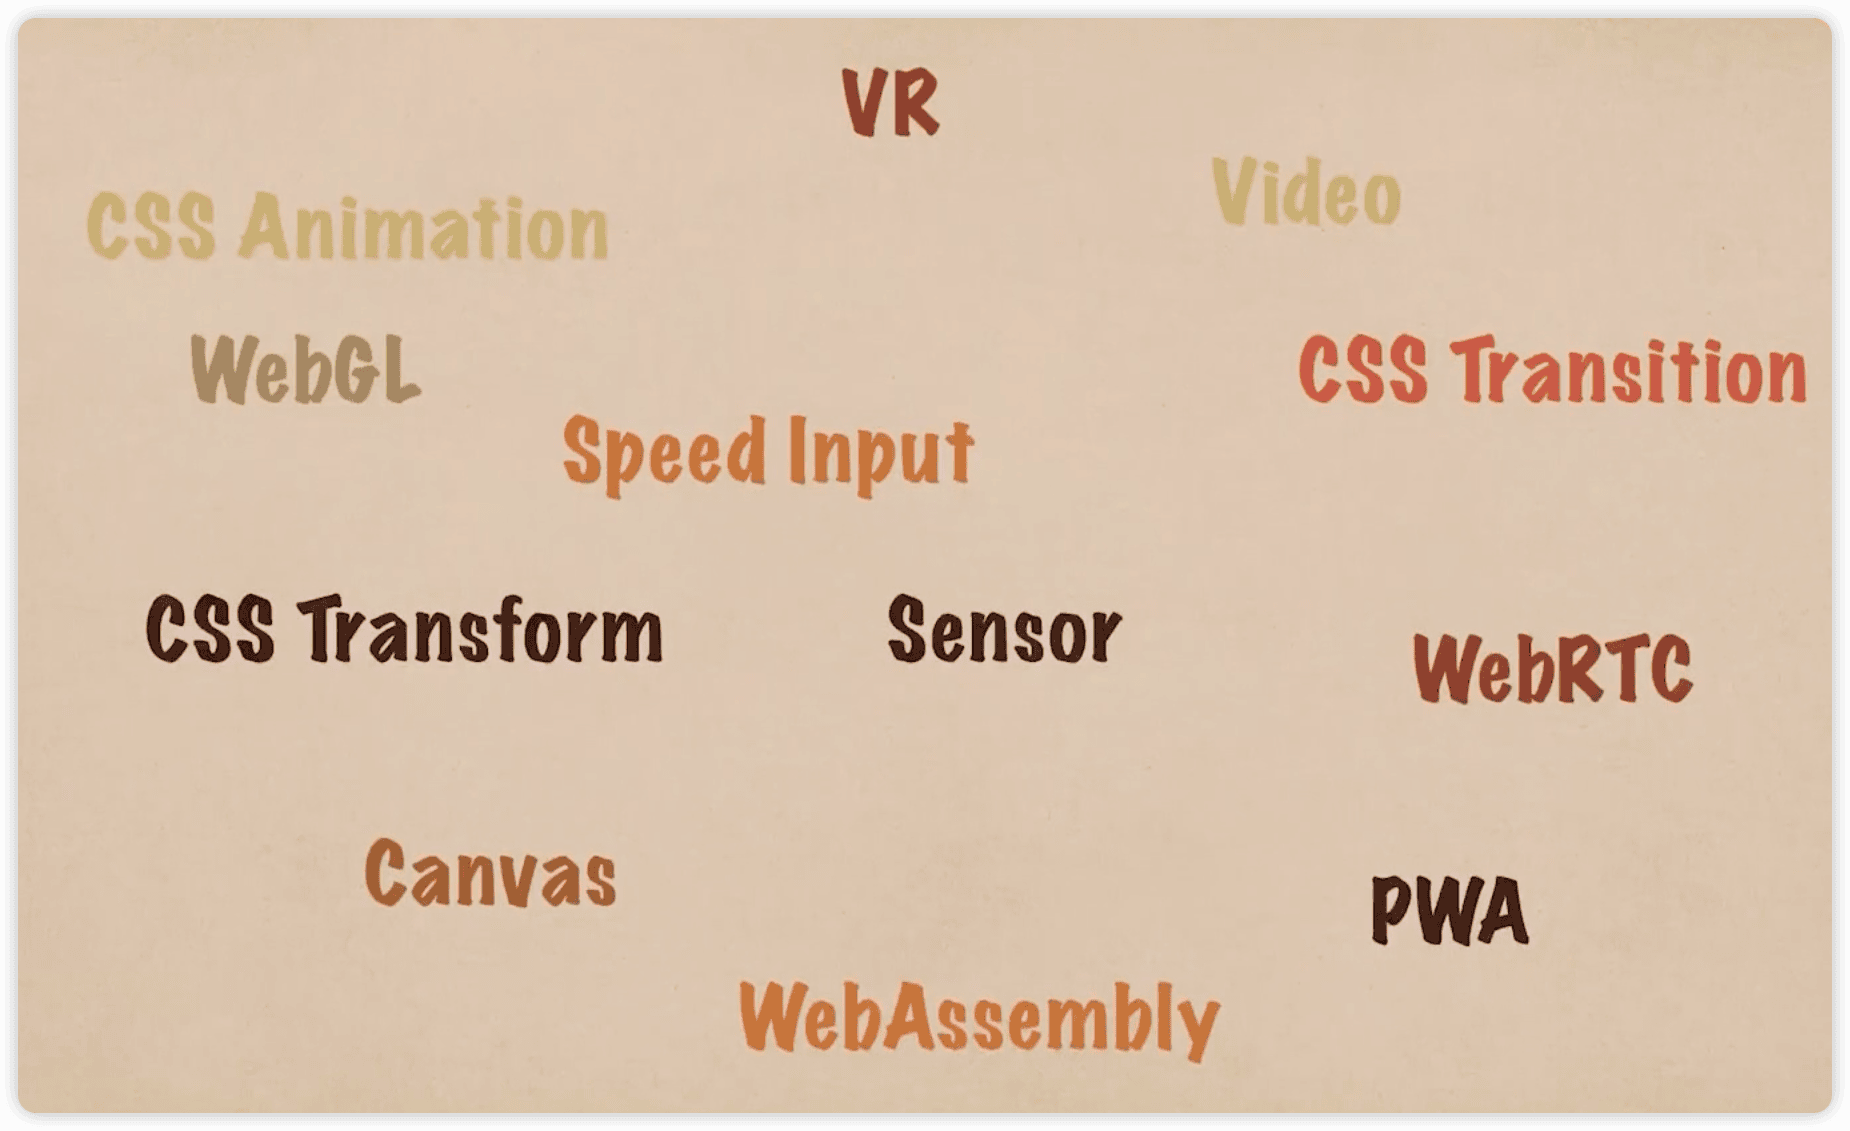 VR
Video
CSS Animation
WebGL
CSS Transition
Speed Input
CSS Transform
Sensor
WebRTC
Canvas
PWA
WebAssembly